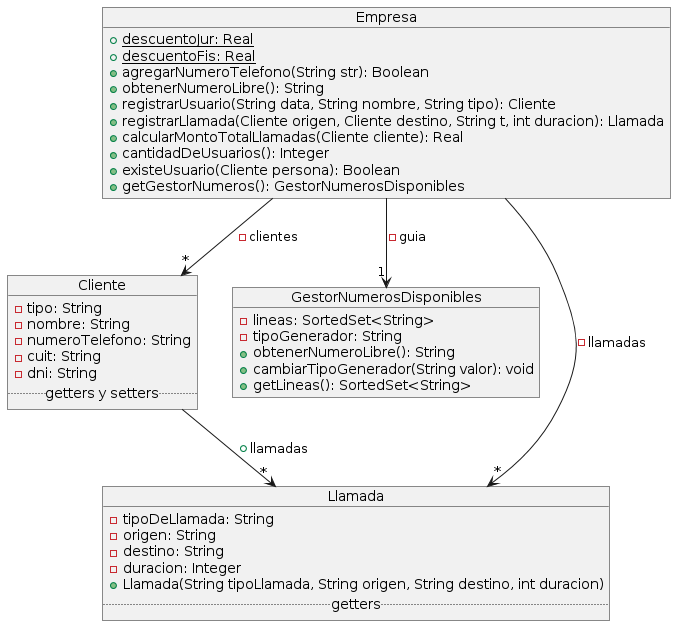 Empresa
descuentoJur: Real
descuentoFis: Real
agregarNumeroTelefono(String str): Boolean
obtenerNumeroLibre(): String
registrarUsuario(String data, String nombre, String tipo): Cliente
registrarLlamada(Cliente origen, Cliente destino, String t, int duracion): Llamada
calcularMontoTotalLlamadas(Cliente cliente): Real
cantidadDeUsuarios(): Integer
existeUsuario(Cliente persona): Boolean
getGestorNumeros(): GestorNumerosDisponibles
clientes
guia
*
1
Cliente
tipo: String
nombre: String
numeroTelefono: String
cuit: String
dni: String
getters y setters
GestorNumerosDisponibles
lineas: SortedSet<String>
tipoGenerador: String
obtenerNumeroLibre(): String
cambiarTipoGenerador(String valor): void
getLineas(): SortedSet<String>
llamadas
llamadas
*
*
Llamada
tipoDeLlamada: String
origen: String
destino: String
duracion: Integer
Llamada(String tipoLlamada, String origen, String destino, int duracion)
getters